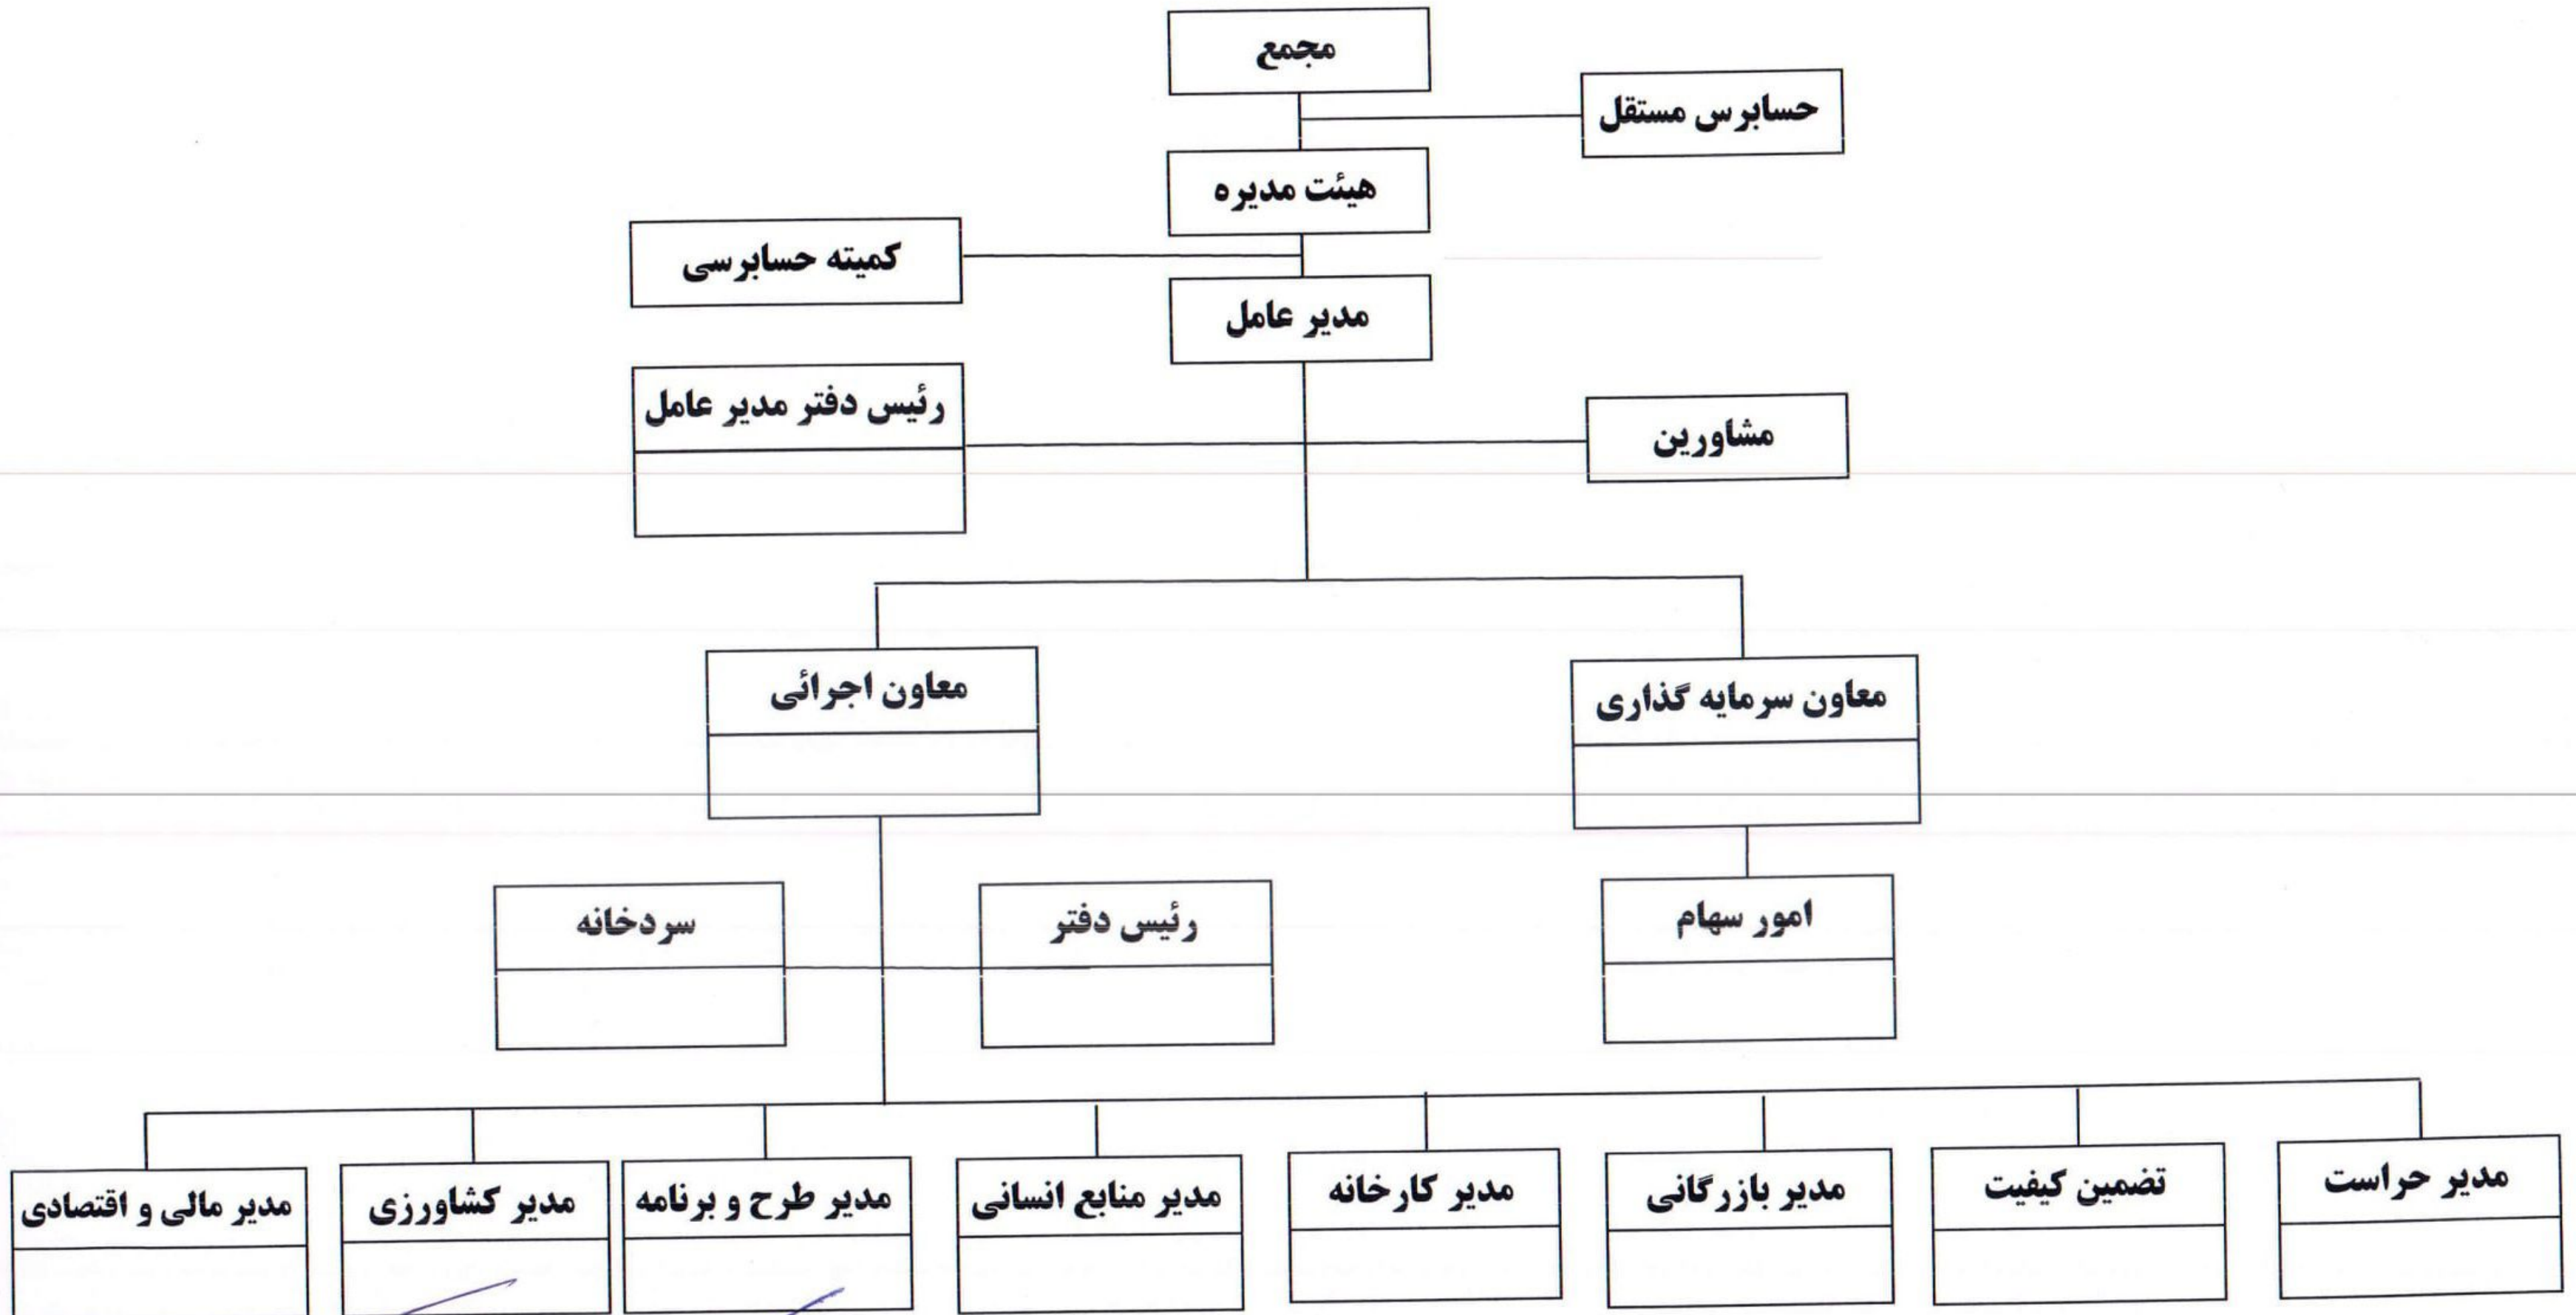 مجمع
حسابرس مستقل
هیئت مدیره
کمیته حسابرسی
مدیر عامل
رئیس دفتر مدیر عامل
مشاورین
معاون سرمایه گذاری
معاون اجرائی
امور سهام
رئیس دفتر
سردخانه
مدیر حراست
تضمین کیفیت
مدیر بازرگانی
مدیر کارخانه
مدیر منابع انسانی
مدیر طرح و برنامه
مدیر کشاورزی
مدیر مالی و اقتصادی